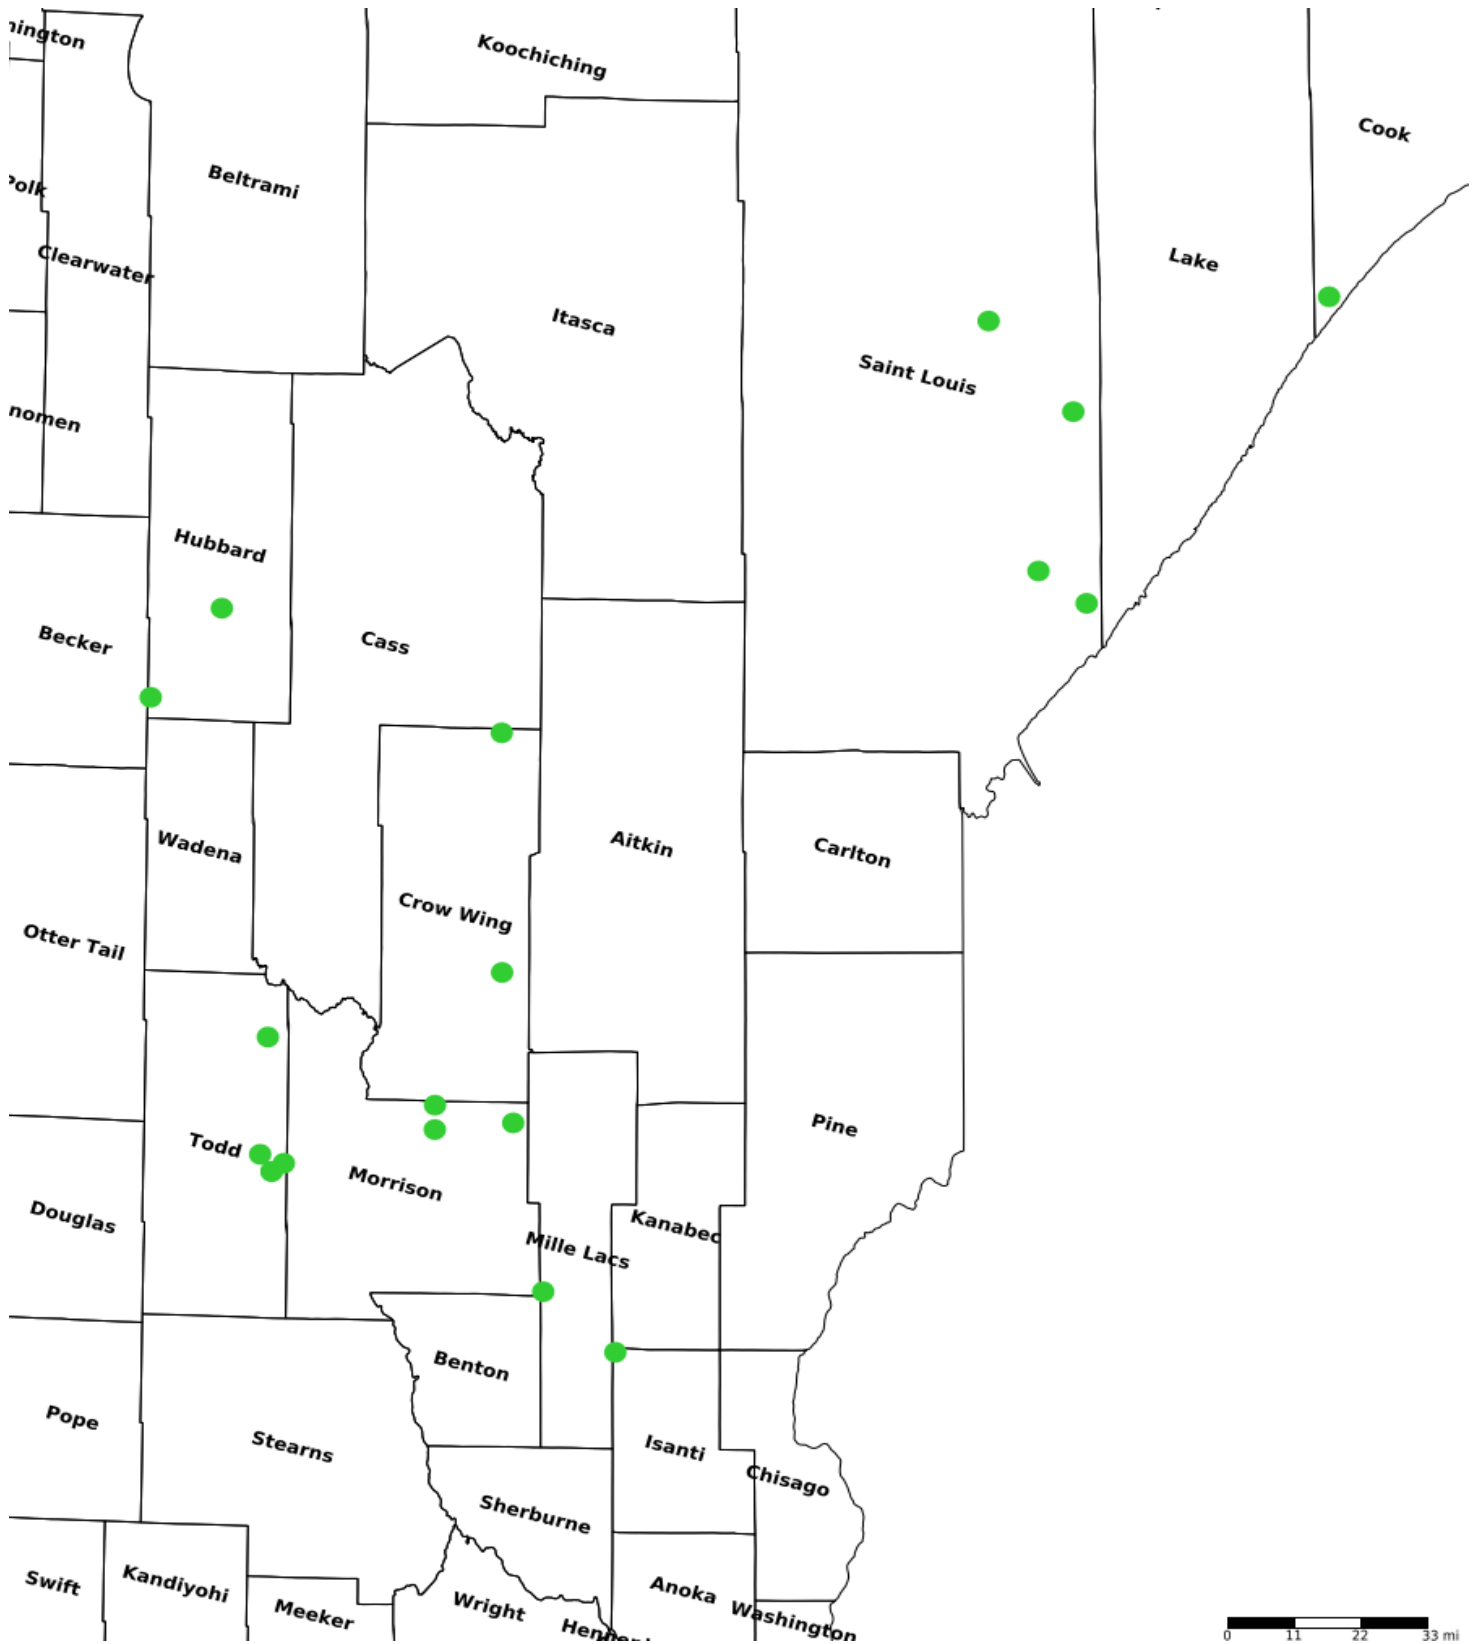 nington
Koochiching
Cook
Beltrami
Polk
Clearwater
Lake
Itasca
Saint Louis
nomen
Hubbard
Becker
Cass
Wadena
Aitkin
Carlton
Crow Wing
Otter Tail
Pine
Todd
Morrison
Douglas
Kanabec
Mille Lacs
Benton
Pope
Stearns
Isanti
Chisago
Sherburne
Swift
Kandiyohi
Meeker
Wright
Anoka
Washington
0 11 22 33 mi